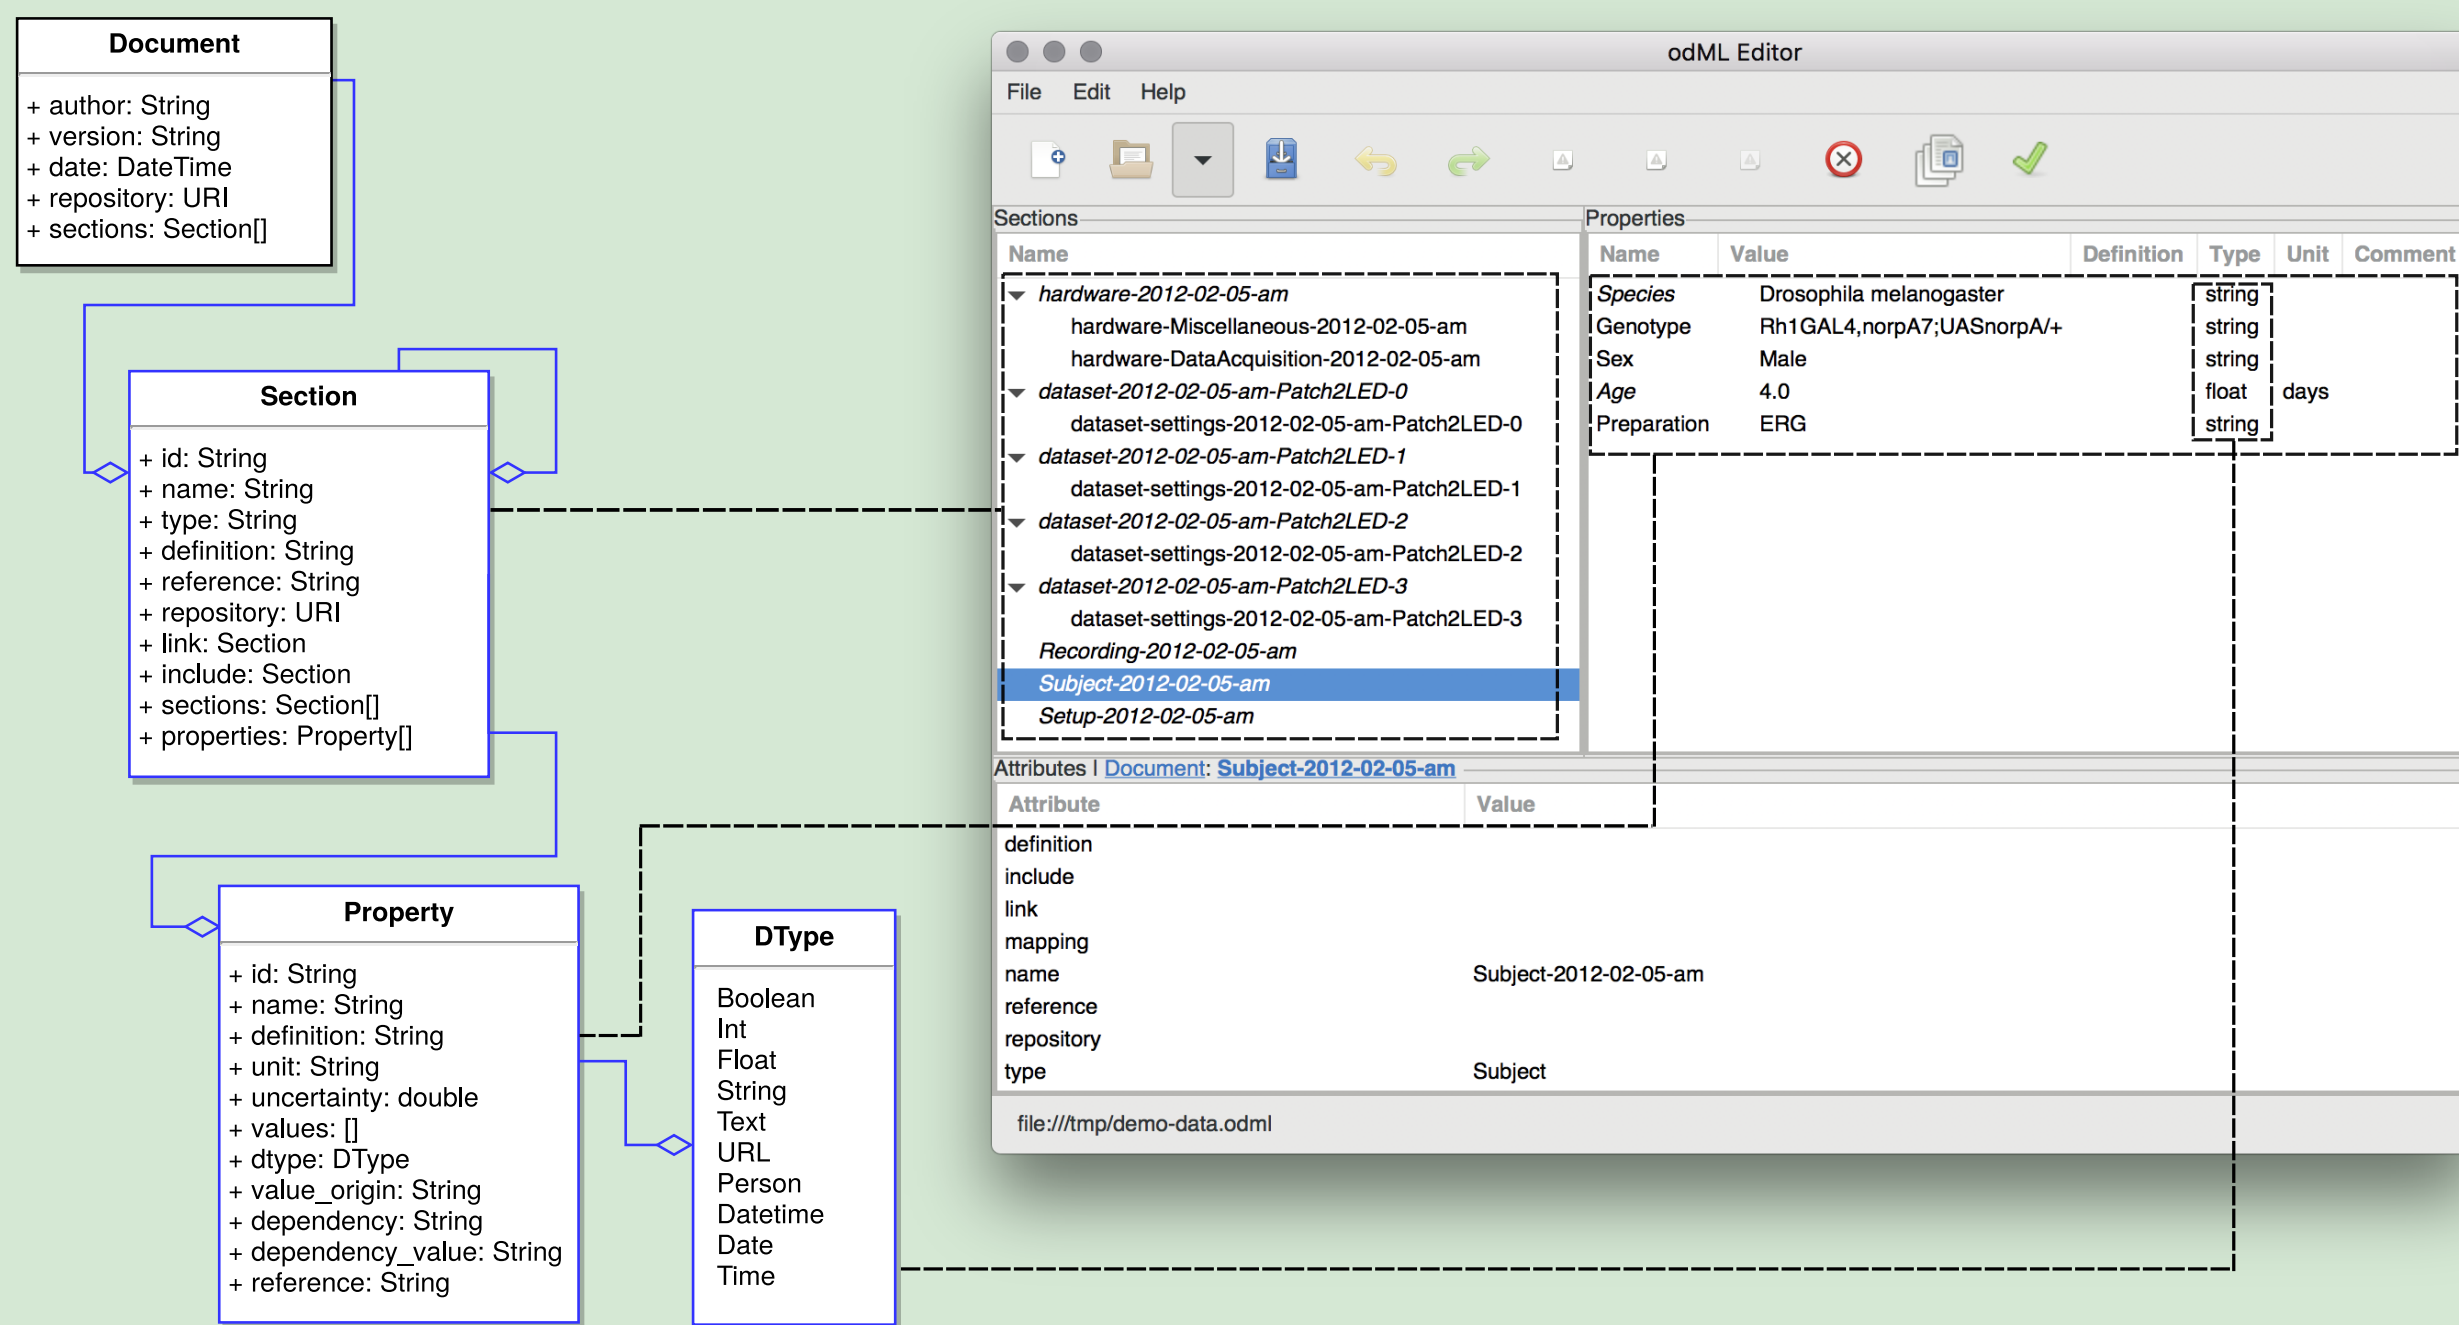 Document
+ author: String
+ version: String
+ date: DateTime
+ repository: URI
+ sections: Section[]
Section
+ id: String
+ name: String
+ type: String
+ definition: String
+ reference: String
+ repository: URI
+ link: Section
+ include: Section
+ sections: Section[]
+ properties: Property[]
Property
+ id: String
+ name: String
+ definition: String
+ unit: String
+ uncertainty: double
+ values: []
+ dtype: DType
+ value_origin: String
+ dependency: String
+ dependency_value: String
+ reference: String
DType
Boolean
Int
Float
String
Text
URL
Person
Datetime
Date
Time
odML Editor
File Edit Help
Sections
Name
hardware-2012-02-05-am
hardware-Miscellaneous-2012-02-05-am
hardware-DataAcquisition-2012-02-05-am
dataset-2012-02-05-am-Patch2LED-0
dataset-settings-2012-02-05-am-Patch2LED-0
dataset-2012-02-05-am-Patch2LED-1
dataset-settings-2012-02-05-am-Patch2LED-1
dataset-2012-02-05-am-Patch2LED-2
dataset-settings-2012-02-05-am-Patch2LED-2
dataset-2012-02-05-am-Patch2LED-3
dataset-settings-2012-02-05-am-Patch2LED-3
Recording-2012-02-05-am
Subject-2012-02-05-am
Setup-2012-02-05-am
Properties
Name Value Definition Type Unit Comment
Species Drosophila melanogaster string
Genotype Rh1GAL4,norpA7;UASnorpA/+ string
Sex Male string
Age 4.0 float days
Preparation ERG string
Attributes | Document: Subject-2012-02-05-am
Attribute Value
definition
include
link
mapping
name Subject-2012-02-05-am
reference
repository
type Subject
file:///tmp/demo-data.odml